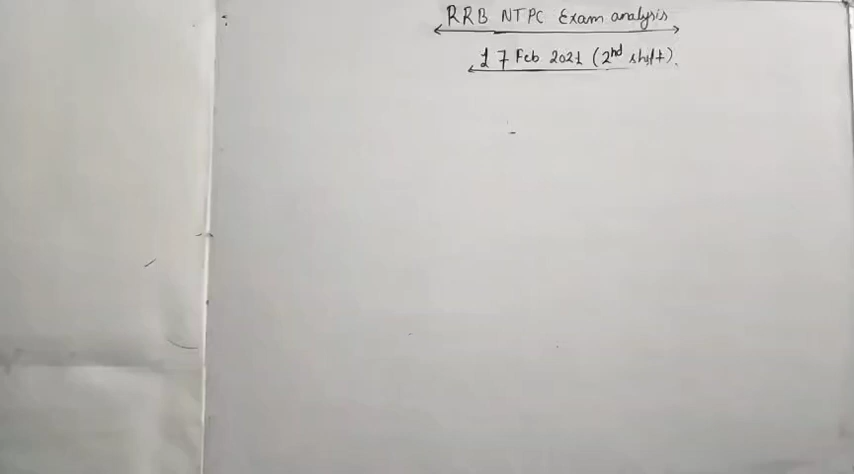 RRB NTPC Exam analysis
17 Feb 2021 (2nd shift).